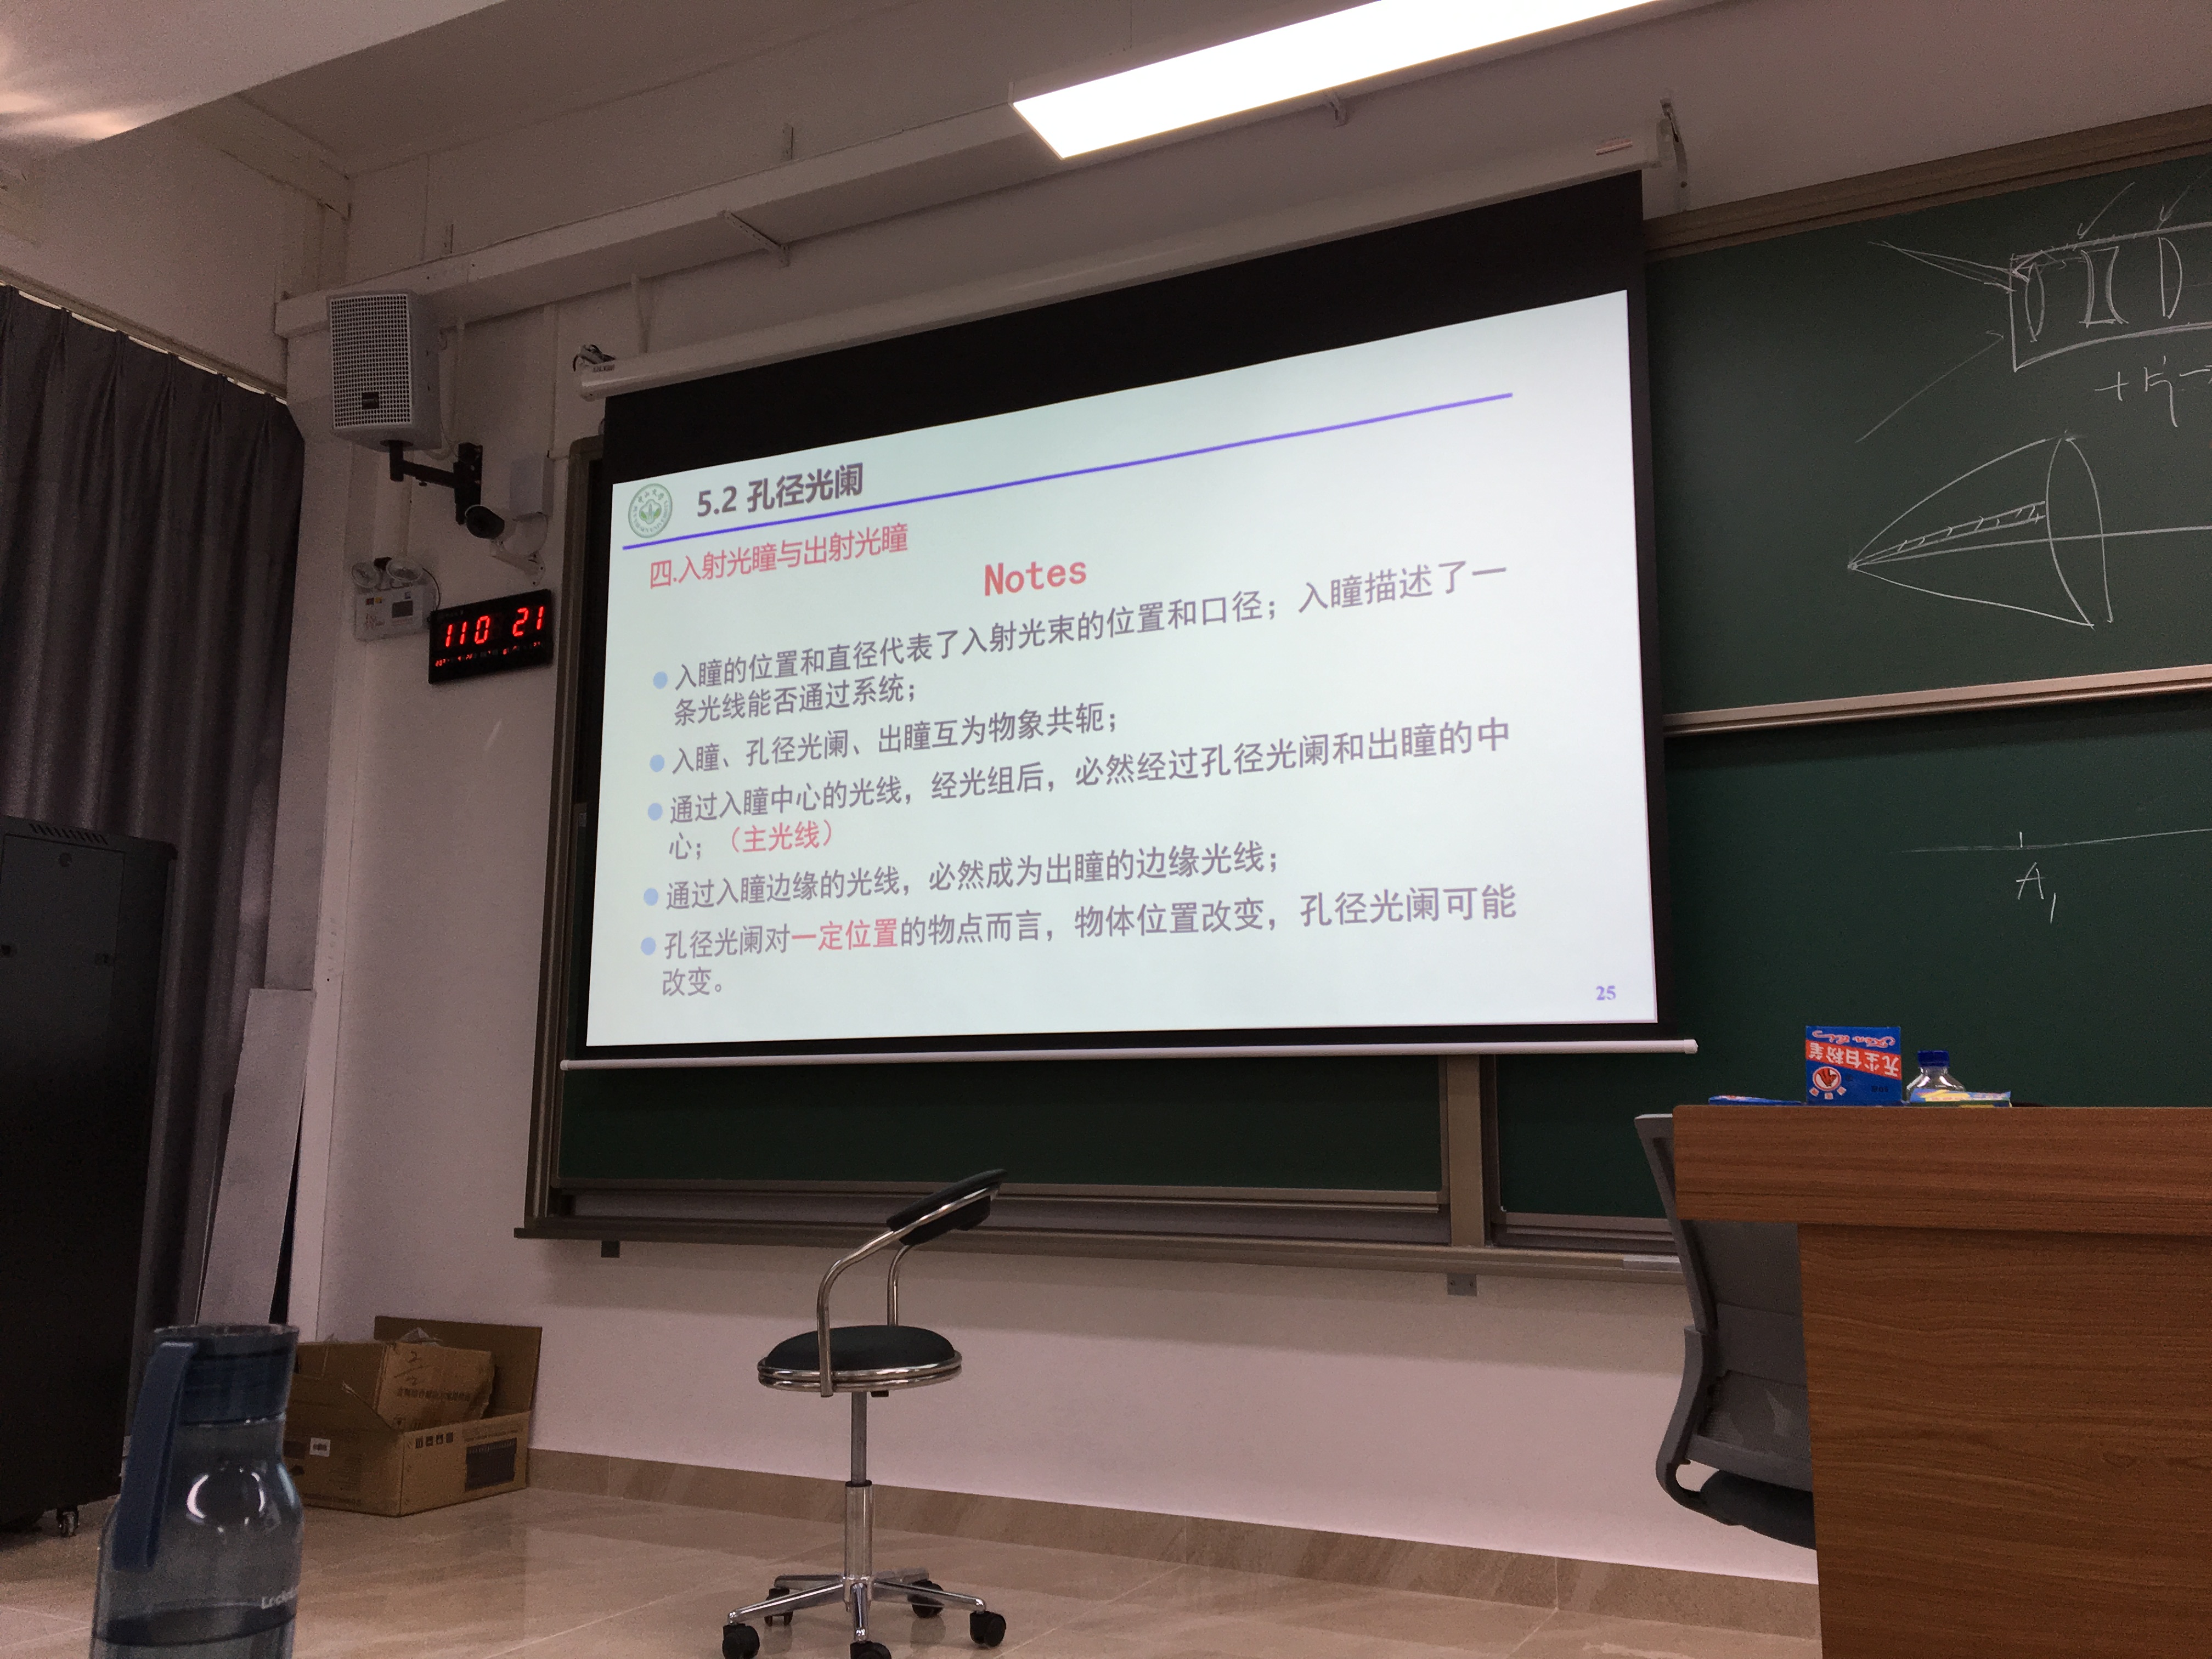 5.2 孔径光阑
四.入射光瞳与出射光瞳
Notes
入瞳的位置和直径代表了入射光束的位置和口径；入瞳描述了一
条光线能否通过系统；
入瞳、孔径光阑、出瞳互为物象共轭；
通过入瞳中心的光线，经光组后，必然经过孔径光阑和出瞳的中
心；（主光线）
通过入瞳边缘的光线，必然成为出瞳的边缘光线；
孔径光阑对一定位置的物点而言，物体位置改变，孔径光阑可能
改变。
25
110 21
A₁
无尘白粉笔